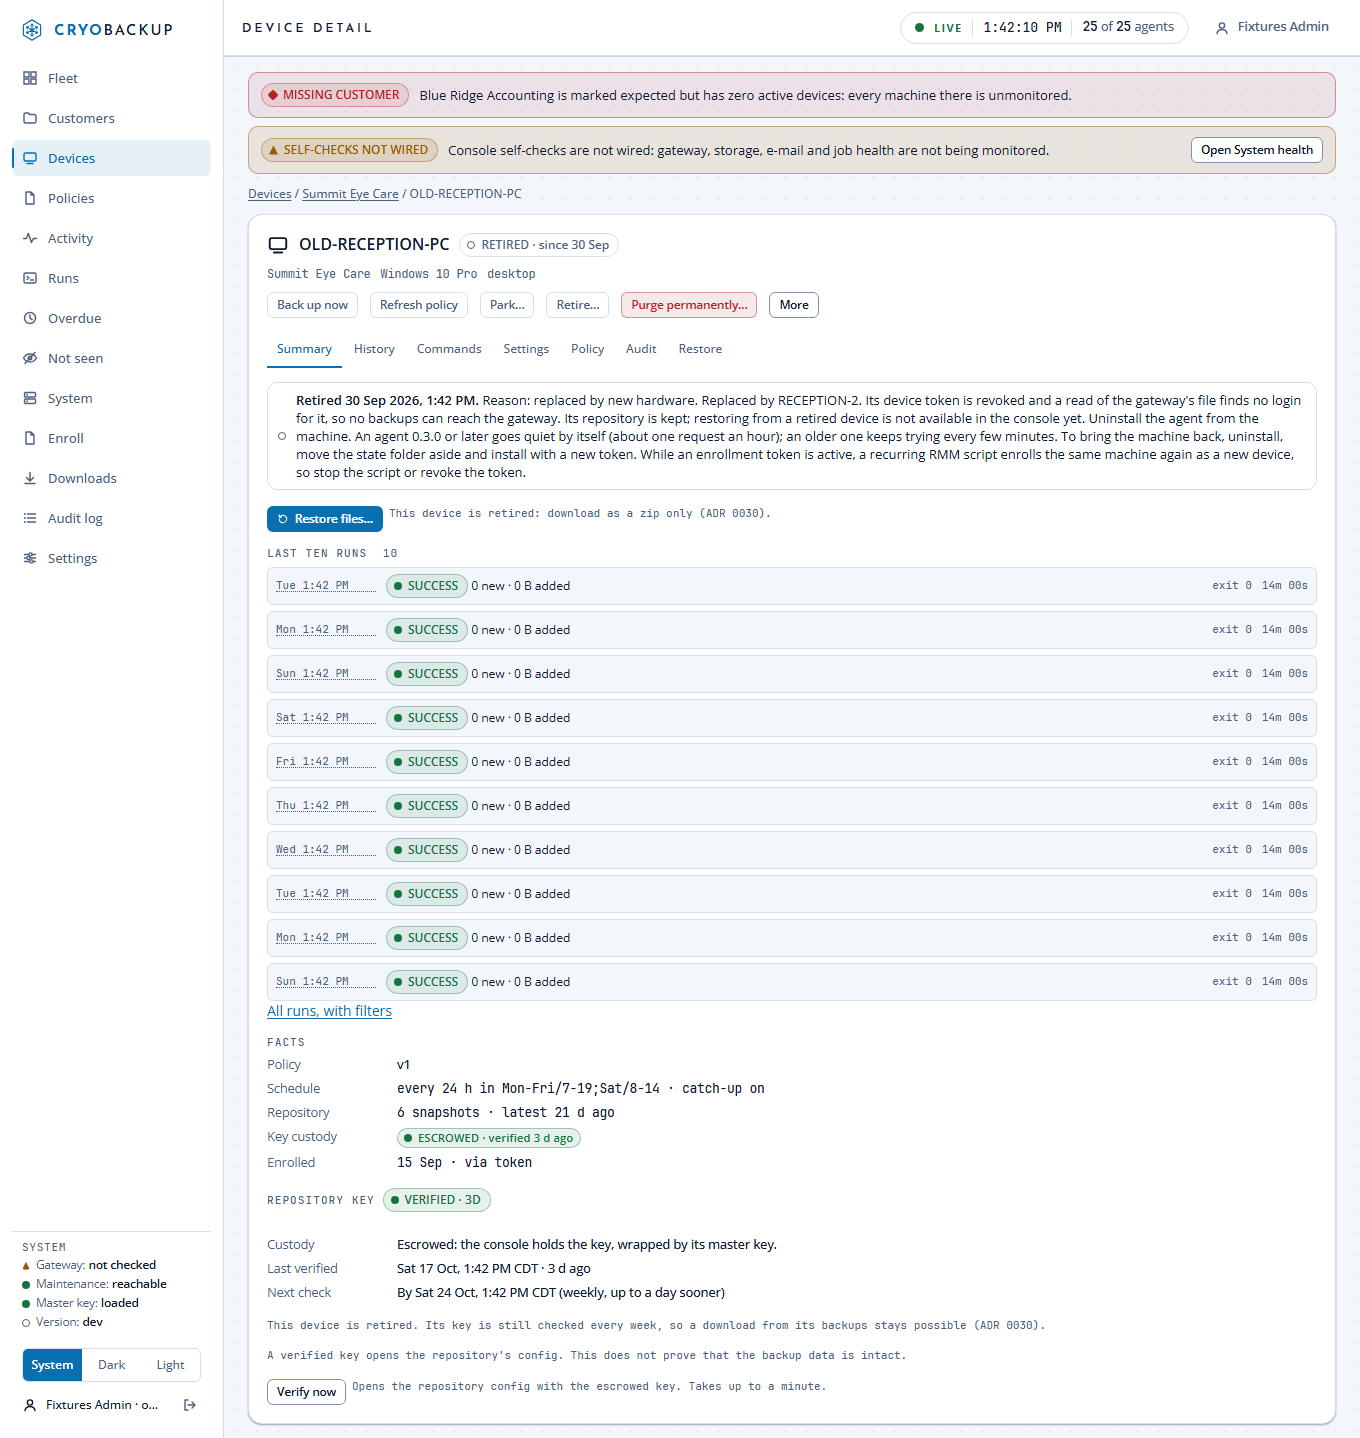 CRYOBACKUP
DEVICE DETAIL
LIVE 1:42:10 PM 25 of 25 agents
Fixtures Admin
Fleet
Customers
Devices
Policies
Activity
Runs
Overdue
Not seen
System
Enroll
Downloads
Audit log
Settings
MISSING CUSTOMER Blue Ridge Accounting is marked expected but has zero active devices: every machine there is unmonitored.
SELF-CHECKS NOT WIRED Console self-checks are not wired: gateway, storage, e-mail and job health are not being monitored. Open System health
Devices / Summit Eye Care / OLD-RECEPTION-PC
OLD-RECEPTION-PC RETIRED · since 30 Sep
Summit Eye Care Windows 10 Pro desktop
Back up now Refresh policy Park... Retire... Purge permanently... More
Summary History Commands Settings Policy Audit Restore
Retired 30 Sep 2026, 1:42 PM. Reason: replaced by new hardware. Replaced by RECEPTION-2. Its device token is revoked and a read of the gateway's file finds no login
for it, so no backups can reach the gateway. Its repository is kept; restoring from a retired device is not available in the console yet. Uninstall the agent from the
machine. An agent 0.3.0 or later goes quiet by itself (about one request an hour); an older one keeps trying every few minutes. To bring the machine back, uninstall,
move the state folder aside and install with a new token. While an enrollment token is active, a recurring RMM script enrolls the same machine again as a new device,
so stop the script or revoke the token.
Restore files... This device is retired: download as a zip only (ADR 0030).
LAST TEN RUNS 10
Tue 1:42 PM SUCCESS 0 new · 0 B added exit 0 14m 00s
Mon 1:42 PM SUCCESS 0 new · 0 B added exit 0 14m 00s
Sun 1:42 PM SUCCESS 0 new · 0 B added exit 0 14m 00s
Sat 1:42 PM SUCCESS 0 new · 0 B added exit 0 14m 00s
Fri 1:42 PM SUCCESS 0 new · 0 B added exit 0 14m 00s
Thu 1:42 PM SUCCESS 0 new · 0 B added exit 0 14m 00s
Wed 1:42 PM SUCCESS 0 new · 0 B added exit 0 14m 00s
Tue 1:42 PM SUCCESS 0 new · 0 B added exit 0 14m 00s
Mon 1:42 PM SUCCESS 0 new · 0 B added exit 0 14m 00s
Sun 1:42 PM SUCCESS 0 new · 0 B added exit 0 14m 00s
All runs, with filters
FACTS
Policy v1
Schedule every 24 h in Mon-Fri/7-19;Sat/8-14 · catch-up on
Repository 6 snapshots · latest 21 d ago
Key custody ESCROWED · verified 3 d ago
Enrolled 15 Sep · via token
REPOSITORY KEY VERIFIED · 3D
Custody Escrowed: the console holds the key, wrapped by its master key.
Last verified Sat 17 Oct, 1:42 PM CDT · 3 d ago
Next check By Sat 24 Oct, 1:42 PM CDT (weekly, up to a day sooner)
This device is retired. Its key is still checked every week, so a download from its backups stays possible (ADR 0030).
A verified key opens the repository's config. This does not prove that the backup data is intact.
Verify now Opens the repository config with the escrowed key. Takes up to a minute.
SYSTEM
Gateway: not checked
Maintenance: reachable
Master key: loaded
Version: dev
System Dark Light
Fixtures Admin · o...